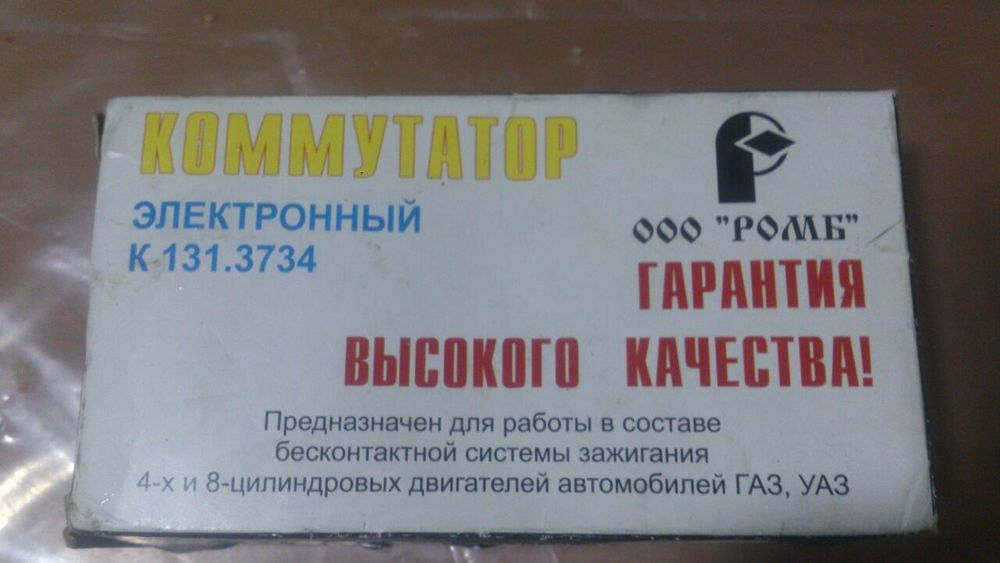 КОММУТАТОР
ЭЛЕКТРОННЫЙ
К 131.3734
ООО "РОМБ"
ГАРАНТИЯ
ВЫСОКОГО КАЧЕСТВА!
Предназначен для работы в составе
бесконтактной системы зажигания
4-х и 8-цилиндровых двигателей автомобилей ГАЗ, УАЗ